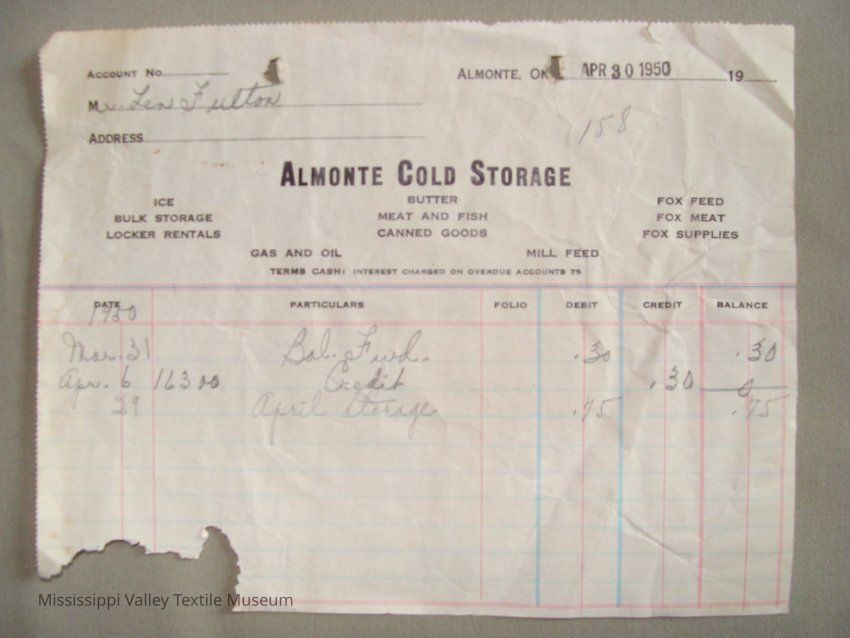 ACCOUNT No. ALMONTE, ON APR 30 1950 19
Mr. Len Fulton
ADDRESS 158
ALMONTE COLD STORAGE
ICE BUTTER FOX FEED
BULK STORAGE MEAT AND FISH FOX MEAT
LOCKER RENTALS CANNED GOODS FOX SUPPLIES
GAS AND OIL MILL FEED
TERMS CASH: INTEREST CHARGED ON OVERDUE ACCOUNTS 7%
DATE PARTICULARS FOLIO DEBIT CREDIT BALANCE
1950
Mar. 31 Bal. Fwd. .30 .30
Apr. 6 16300 Credit .30 0
29 April Storage .75 .75
Mississippi Valley Textile Museum